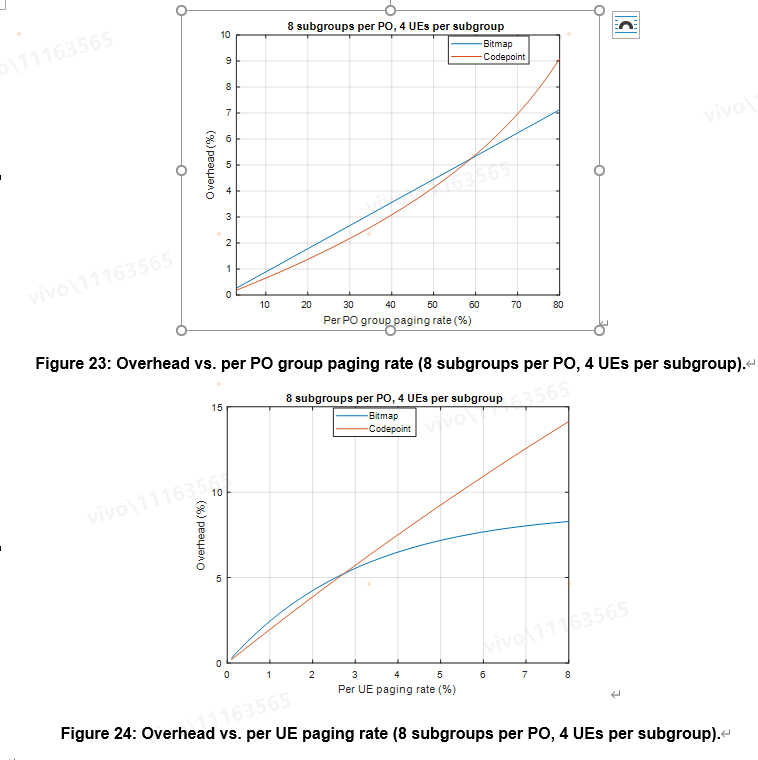 8 subgroups per PO, 4 UEs per subgroup
Bitmap
Codepoint
Overhead (%)
10
9
8
7
6
5
4
3
2
1
0
10 20 30 40 50 60 70 80
Per PO group paging rate (%)
Figure 23: Overhead vs. per PO group paging rate (8 subgroups per PO, 4 UEs per subgroup).
8 subgroups per PO, 4 UEs per subgroup
Bitmap
Codepoint
Overhead (%)
15
10
5
0
0 1 2 3 4 5 6 7 8
Per UE paging rate (%)
Figure 24: Overhead vs. per UE paging rate (8 subgroups per PO, 4 UEs per subgroup).
vivo\11163565